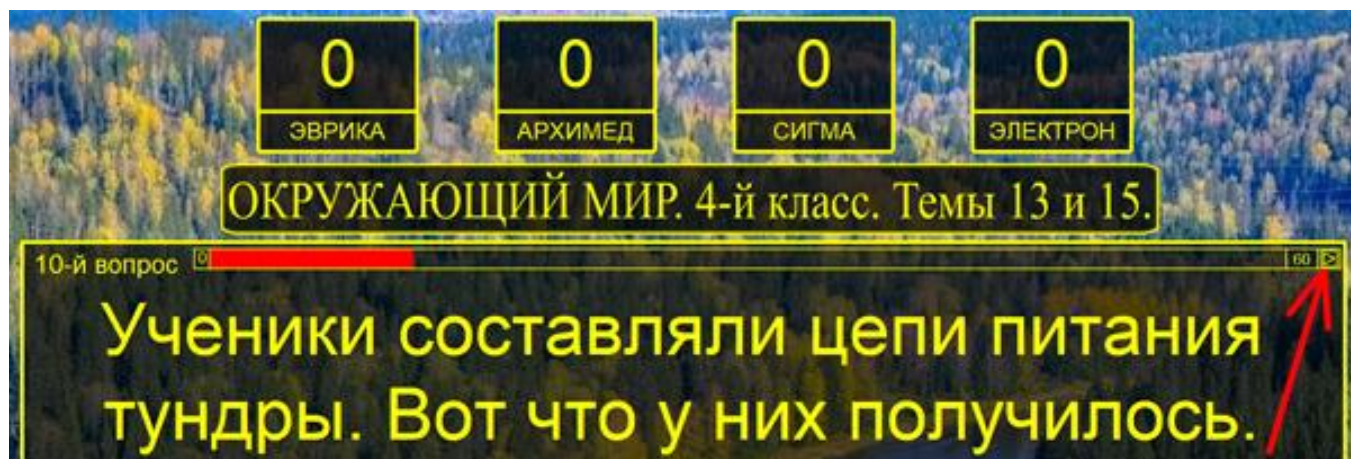 0 0 0 0
ЭВРИКА АРХИМЕД СИГМА ЭЛЕКТРОН
ОКРУЖАЮЩИЙ МИР. 4-й класс. Темы 13 и 15.
10-й вопрос 0 60
Ученики составляли цепи питания
тундры. Вот что у них получилось.